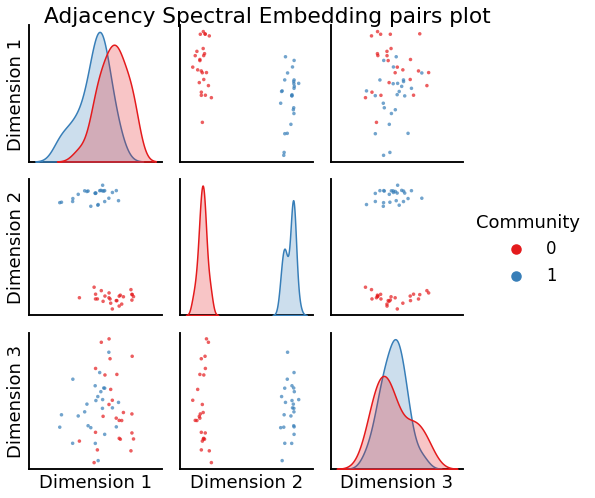 Adjacency Spectral Embedding pairs plot
Dimension 1
Dimension 2
Dimension 3
Dimension 1
Dimension 2
Dimension 3
Community
0
1